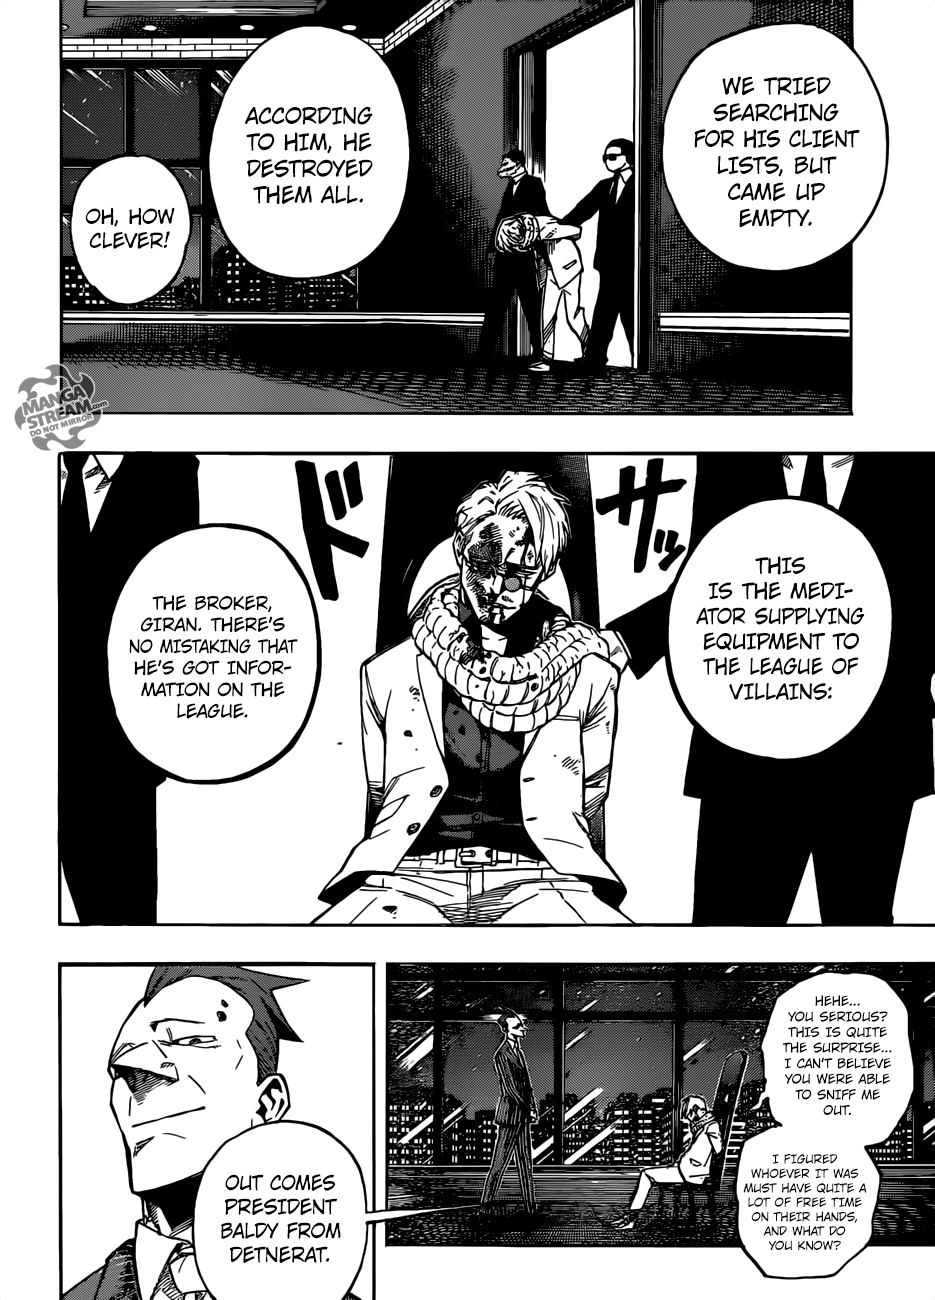 WE TRIED
SEARCHING
FOR HIS CLIENT
LISTS, BUT
CAME UP
EMPTY.
ACCORDING
TO HIM, HE
DESTROYED
THEM ALL.
OH, HOW
CLEVER!
MANGA
STREAM.com
DO NOT MIRROR
ドサッ
THIS
IS THE MEDI-
ATOR SUPPLYING
EQUIPMENT TO
THE LEAGUE OF
VILLAINS:
THE BROKER,
GIRAN. THERE'S
NO MISTAKING THAT
HE'S GOT INFOR-
MATION ON THE
LEAGUE.
HEHE...
YOU SERIOUS?
THIS IS QUITE
THE SURPRISE...
I CAN'T BELIEVE
YOU WERE ABLE
TO SNIFF ME
OUT.
I FIGURED
WHOEVER IT WAS
MUST HAVE QUITE A
LOT OF FREE TIME
ON THEIR HANDS,
AND WHAT DO
YOU KNOW?
OUT COMES
PRESIDENT
BALDY FROM
DETNERAT.